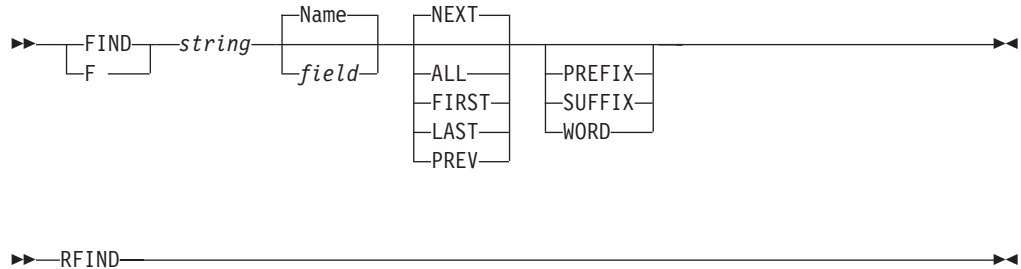 Name NEXT
FIND string
F field ALL PREFIX
FIRST SUFFIX
LAST WORD
PREV
RFIND